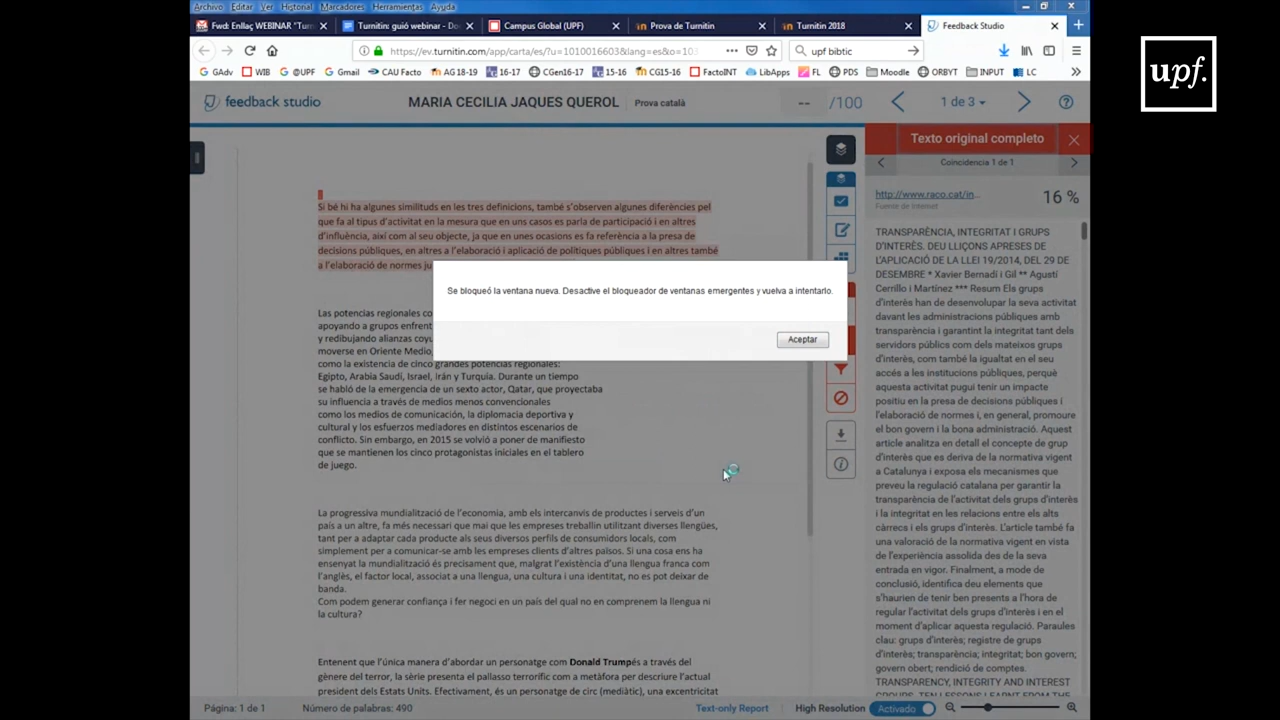 Archivo Editar Ver Historial Marcadores Herramientas Ayuda
Fwd: Enllaç WEBINAR "Turn
Turnitin: guió webinar - Do
Campus Global (UPF)
Prova de Turnitin
Turnitin 2018
Feedback Studio
https://ev.turnitin.com/app/carta/es/?u=1010016603&lang=es&o=103
upf bibtic
GAdv WIB @UPF Gmail CAU Facto AG 18-19 16-17 CGen16-17 15-16 CG15-16 FactoINT LibApps FL PDS Moodle ORBYT INPUT LC
upf.
feedback studio
MARIA CECILIA JAQUES QUEROL
Prova català
-- /100
1 de 3
Si bé hi ha algunes similituds en les tres definicions, també s'observen algunes diferències pel
que fa al tipus d'activitat en la mesura que en uns casos es parla de participació i en altres
d'influència, així com al seu objecte, ja que en unes ocasions es fa referència a la presa de
decisions públiques, en altres a l'elaboració i aplicació de polítiques públiques i en altres també
a l'elaboració de normes ju
Se bloqueó la ventana nueva. Desactive el bloqueador de ventanas emergentes y vuelva a intentarlo.
Aceptar
Las potencias regionales co
apoyando a grupos enfrent
y redibujando alianzas coyu
moverse en Oriente Medio,
como la existencia de cinco grandes potencias regionales:
Egipto, Arabia Saudí, Israel, Irán y Turquía. Durante un tiempo
se habló de la emergencia de un sexto actor, Qatar, que proyectaba
su influencia a través de medios menos convencionales
como los medios de comunicación, la diplomacia deportiva y
cultural y los esfuerzos mediadores en distintos escenarios de
conflicto. Sin embargo, en 2015 se volvió a poner de manifiesto
que se mantienen los cinco protagonistas iniciales en el tablero
de juego.
La progressiva mundialització de l'economia, amb els intercanvis de productes i serveis d'un
país a un altre, fa més necessari que mai que les empreses treballin utilitzant diverses llengües,
tant per a adaptar cada producte als seus diversos perfils de consumidors locals, com
simplement per a comunicar-se amb les empreses clients d'altres països. Si una cosa ens ha
ensenyat la mundialització és precisament que, malgrat l'existència d'una llengua franca com
l'anglès, el factor local, associat a una llengua, una cultura i una identitat, no es pot deixar de
banda.
Com podem generar confiança i fer negoci en un país del qual no en comprenem la llengua ni
la cultura?
Entenent que l'única manera d'abordar un personatge com Donald Trumpés a través del
gènere del terror, la sèrie presenta el pallasso terrorífic com a metàfora per descriure l'actual
president dels Estats Units. Efectivament, és un personatge de circ (mediàtic), una excentricitat
Texto original completo
Coincidencia 1 de 1
http://www.raco.cat/in...
Fuente de Internet
16 %
TRANSPARÈNCIA, INTEGRITAT I GRUPS
D'INTERÈS. DEU LLIÇONS APRESES DE
L'APLICACIÓ DE LA LLEI 19/2014, DEL 29 DE
DESEMBRE * Xavier Bernadí i Gil ** Agustí
Cerrillo i Martínez *** Resum Els grups
d'interès han de desenvolupar la seva activitat
davant les administracions públiques amb
transparència i garantint la integritat tant dels
servidors públics com dels mateixos grups
d'interès, com també la igualtat en el seu
accés a les institucions públiques, perquè
aquesta activitat pugui tenir un impacte
positiu en la presa de decisions públiques i
l'elaboració de normes i, en general, promoure
el bon govern i la bona administració. Aquest
article analitza en detall el concepte de grup
d'interès que es deriva de la normativa vigent
a Catalunya i exposa els mecanismes que
preveu la regulació catalana per garantir la
transparència de l'activitat dels grups d'interès
i la integritat en les relacions entre els alts
càrrecs i els grups d'interès. L'article també fa
una valoració de la normativa vigent en vista
de l'experiència assolida des de la seva
entrada en vigor. Finalment, a mode de
conclusió, identifica deu elements que
s'haurien de tenir ben presents a l'hora de
regular l'activitat dels grups d'interès i en el
moment d'aplicar aquesta regulació. Paraules
clau: grups d'interès; registre de grups
d'interès; transparència; integritat; bon govern;
govern obert; rendició de comptes.
TRANSPARENCY, INTEGRITY AND INTEREST
GROUPS. TEN LESSONS LEARNT FROM THE
Página: 1 de 1
Número de palabras: 490
Text-only Report
High Resolution
Activado